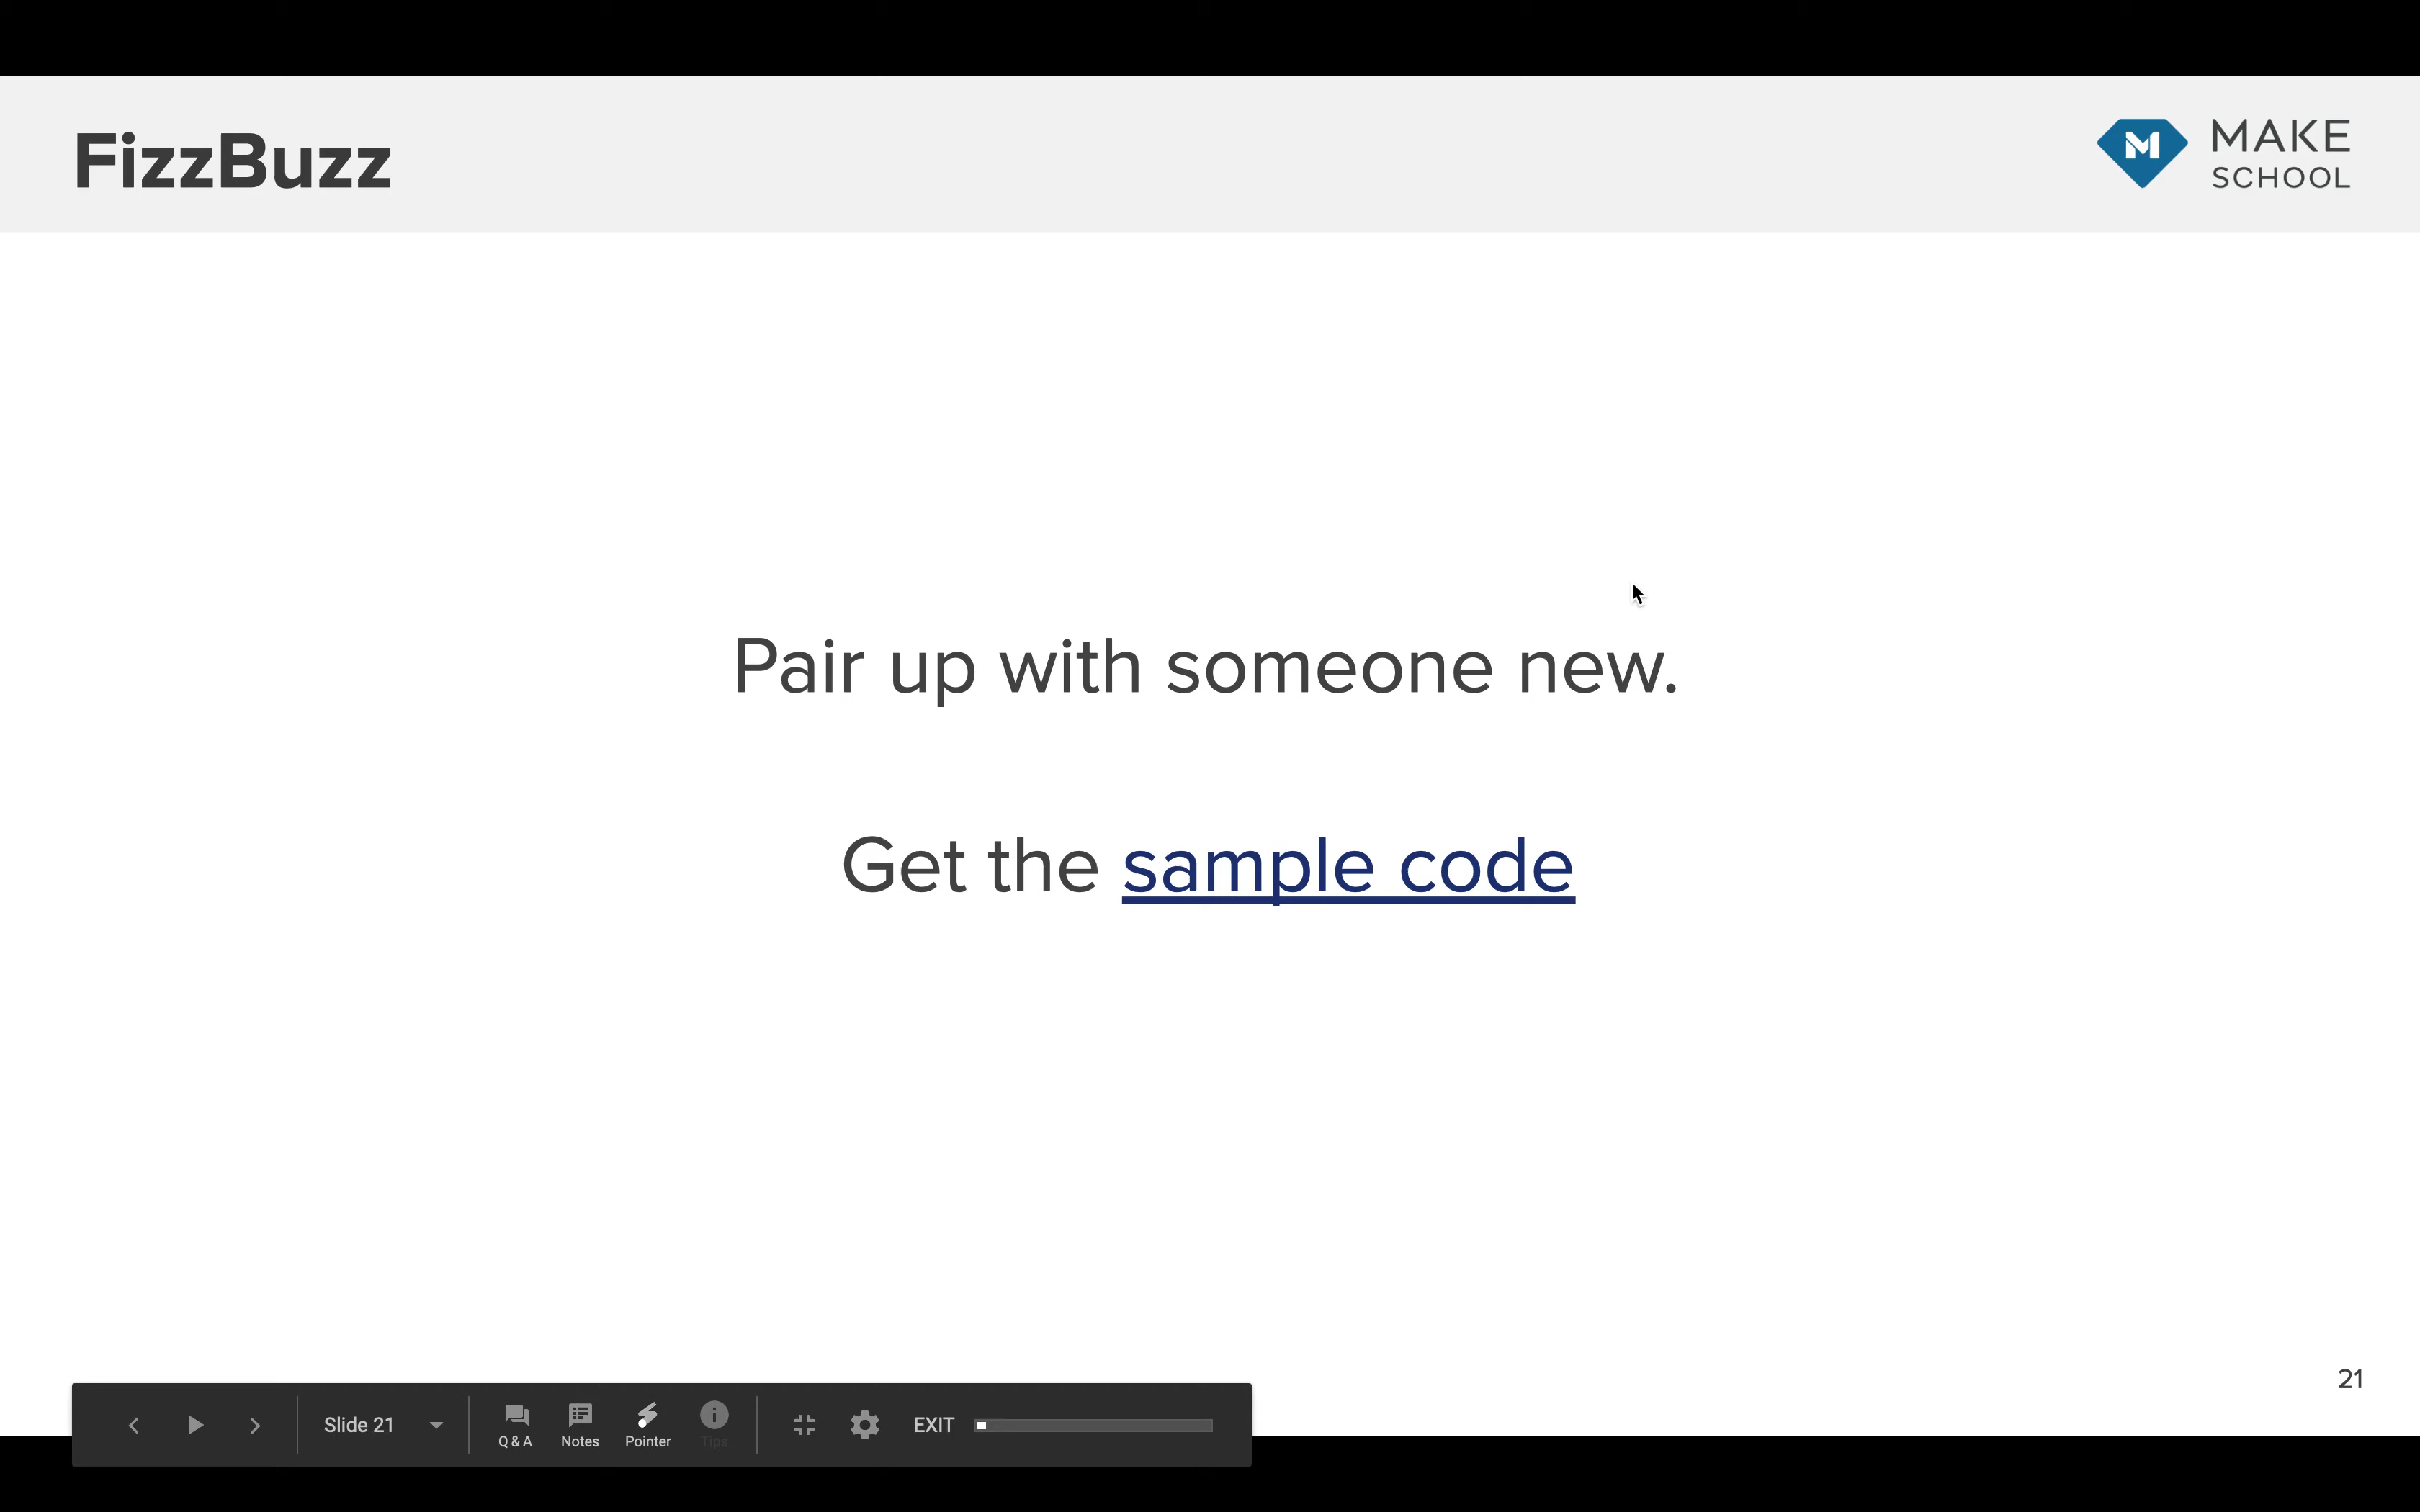 FizzBuzz
MAKE
SCHOOL
Pair up with someone new.
Get the sample code
21
Slide 21
Q & A
Notes
Pointer
Tips
EXIT